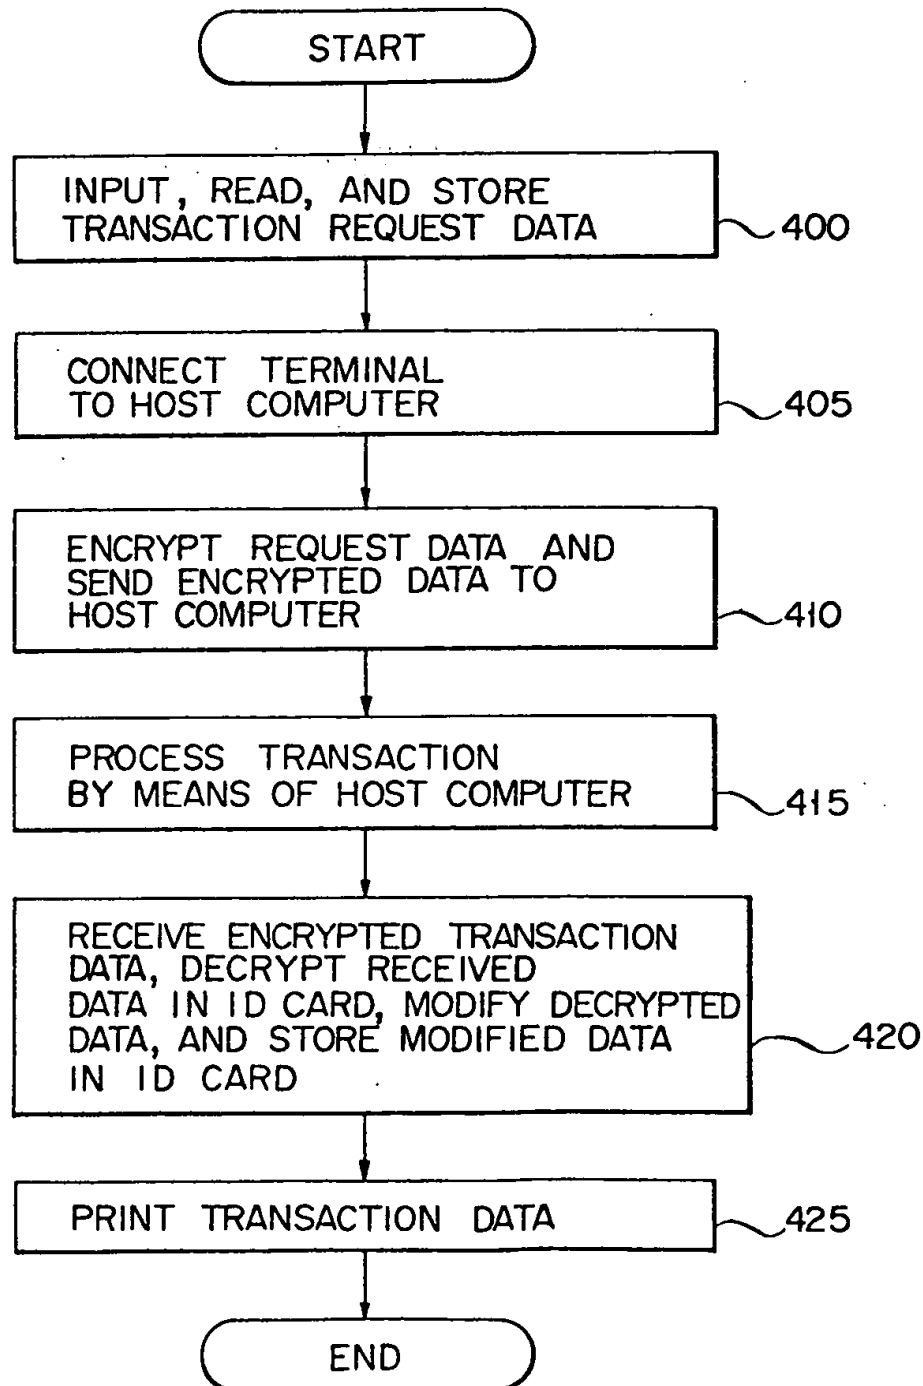 START
INPUT, READ, AND STORE
TRANSACTION REQUEST DATA
400
CONNECT TERMINAL
TO HOST COMPUTER
405
ENCRYPT REQUEST DATA AND
SEND ENCRYPTED DATA TO
HOST COMPUTER
410
PROCESS TRANSACTION
BY MEANS OF HOST COMPUTER
415
RECEIVE ENCRYPTED TRANSACTION
DATA, DECRYPT RECEIVED
DATA IN ID CARD, MODIFY DECRYPTED
DATA, AND STORE MODIFIED DATA
IN ID CARD
420
PRINT TRANSACTION DATA
425
END